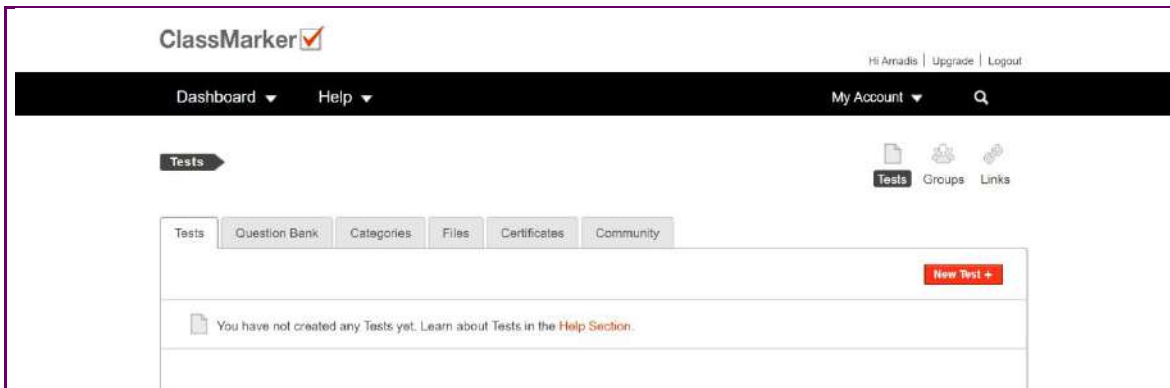 ClassMarker
Hi Amadis | Upgrade | Logout
Dashboard Help My Account
Tests
Tests Groups Links
Tests Question Bank Categories Files Certificates Community
New Test +
You have not created any Tests yet. Learn about Tests in the Help Section.